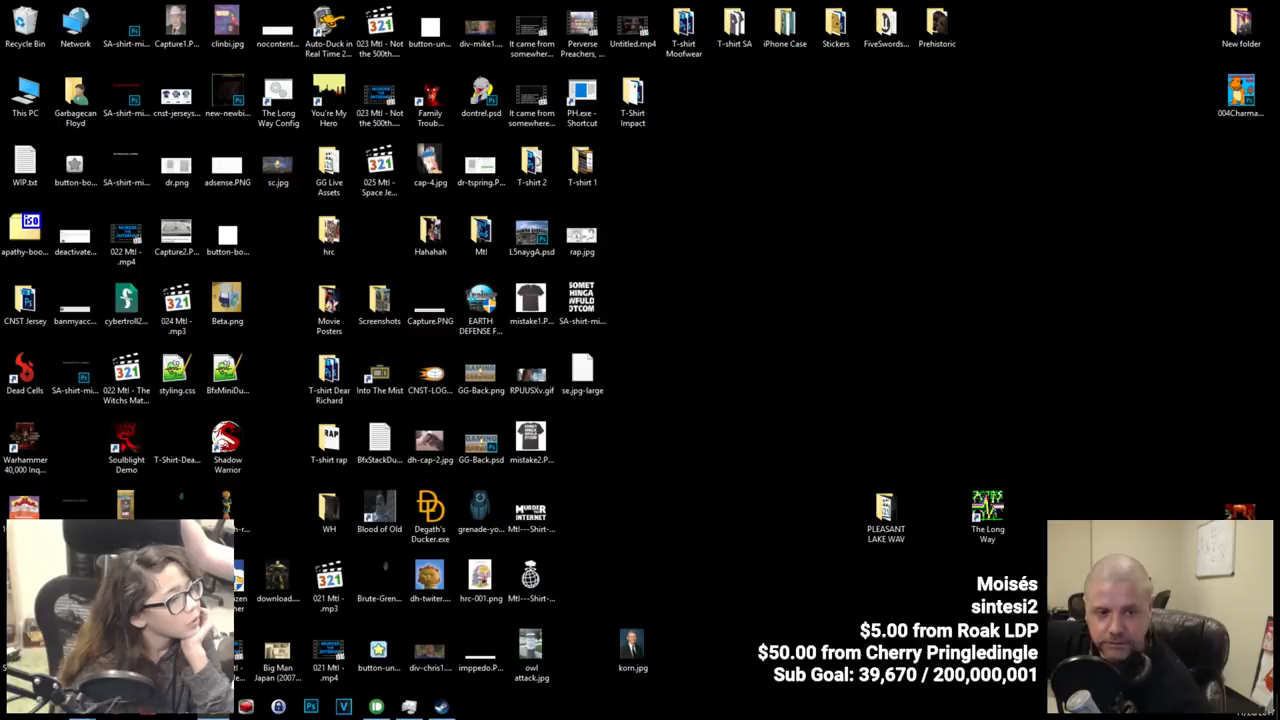 Recycle Bin
Network
SA-shirt-mi...
Capture1.P...
clinbi.jpg
nocontent...
Auto-Duck in
Real Time 2...
023 Mtl - Not
the 500th...
button-un...
div-mike1...
It came from
somewher...
Perverse
Preachers, ...
Untitled.mp4
T-shirt
Moofwear
T-shirt SA
iPhone Case
Stickers
FiveSwords...
Prehistoric
New folder
This PC
Garbagecan
Floyd
SA-shirt-mi...
cnst-jerseys...
new-newbi...
The Long
Way Config
You're My
Hero
023 Mtl - Not
the 500th...
Family
Troub...
dontrel.psd
It came from
somewher...
PH.exe -
Shortcut
T-Shirt
Impact
004Charma...
WIP.txt
button-bo...
SA-shirt-mi...
dr.png
adsense.PNG
sc.jpg
GG Live
Assets
025 Mtl -
Space Je...
cap-4.jpg
dr-tspring.P...
T-shirt 2
T-shirt 1
iso
apathy-boo...
deactivate...
022 Mtl -
.mp4
Capture2.P...
button-bo...
hrc
Hahahah
Mtl
L5naygA.psd
rap.jpg
CNST Jersey
banmyacc...
cybertroll2...
024 Mtl -
.mp3
Beta.png
Movie
Posters
Screenshots
Capture.PNG
EARTH
DEFENSE F...
mistake1.P...
SOMET
HINGA
WFULD
OTCOM
SA-shirt-mi...
Dead Cells
SA-shirt-mi...
022 Mtl - The
Witchs Mat...
styling.css
BfxMiniDu...
T-shirt Dear
Richard
Into The Mist
CNST-LOG...
GG-Back.png
RPUUSXv.gif
se.jpg-large
Warhammer
40,000 Inq...
Soulblight
Demo
T-Shirt-Dea...
Shadow
Warrior
RAP
T-shirt rap
BfxStackDu...
dh-cap-2.jpg
GG-Back.psd
mistake2.P...
WH
Blood of Old
Degath's
Ducker.exe
grenade-yo...
MURDER
THE
INTERNET
Mtl---Shirt-...
PLEASANT
LAKE WAV
The Long
Way
download....
021 Mtl -
.mp3
Brute-Gren...
dh-twiter....
hrc-001.png
Mtl---Shirt-...
Big Man
Japan (2007...
021 Mtl -
.mp4
button-un...
div-chris1....
imppedo.P...
owl
attack.jpg
korn.jpg
Moisés
sintesi2
$5.00 from Roak LDP
$50.00 from Cherry Pringledingle
Sub Goal: 39,670 / 200,000,001